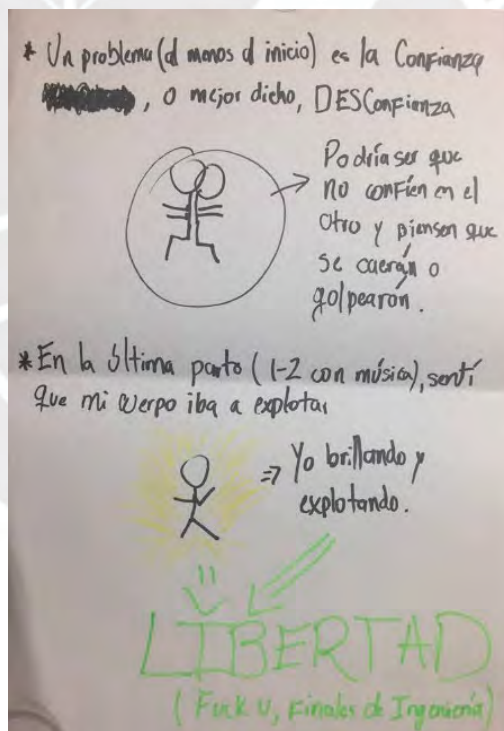 * Un problema (al menos al inicio) es la Confianza
, o mejor dicho, DESConfianza
Podría ser que
no confíen en el
otro y piensen que
se caerán o
golpearán.
* En la última parte (1-2 con música), sentí
que mi cuerpo iba a explotar
=> Yo brillando y
explotando.
LIBERTAD
(Fuck U, Finales de Ingeniería)